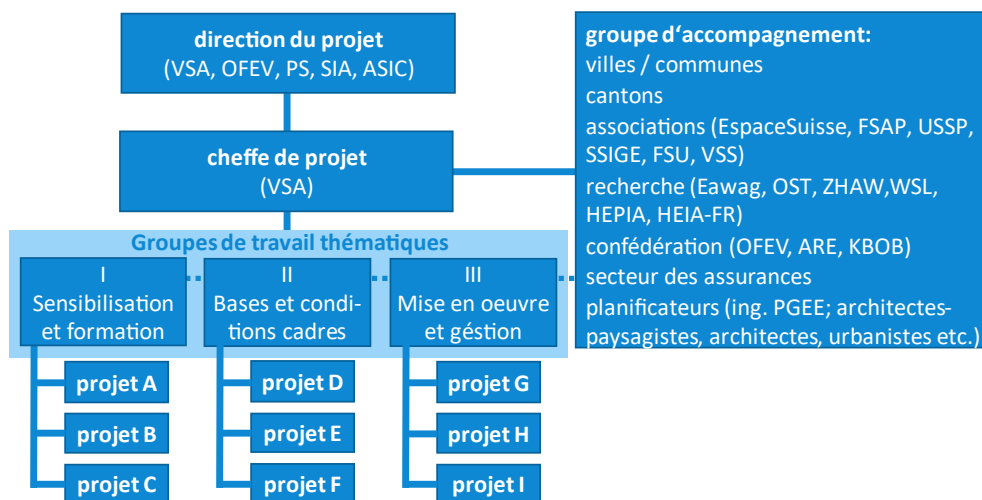 direction du projet
(VSA, OFEV, PS, SIA, ASIC)
cheffe de projet
(VSA)
groupe d‘accompagnement:
villes / communes
cantons
associations (EspaceSuisse, FSAP, USSP,
SSIGE, FSU, VSS)
recherche (Eawag, OST, ZHAW,WSL,
HEPIA, HEIA-FR)
confédération (OFEV, ARE, KBOB)
secteur des assurances
planificateurs (ing. PGEE; architectes-
paysagistes, architectes, urbanistes etc.)
Groupes de travail thématiques
I
Sensibilisation
et formation
II
Bases et condi-
tions cadres
III
Mise en oeuvre
et géstion
projet A
projet B
projet C
projet D
projet E
projet F
projet G
projet H
projet I